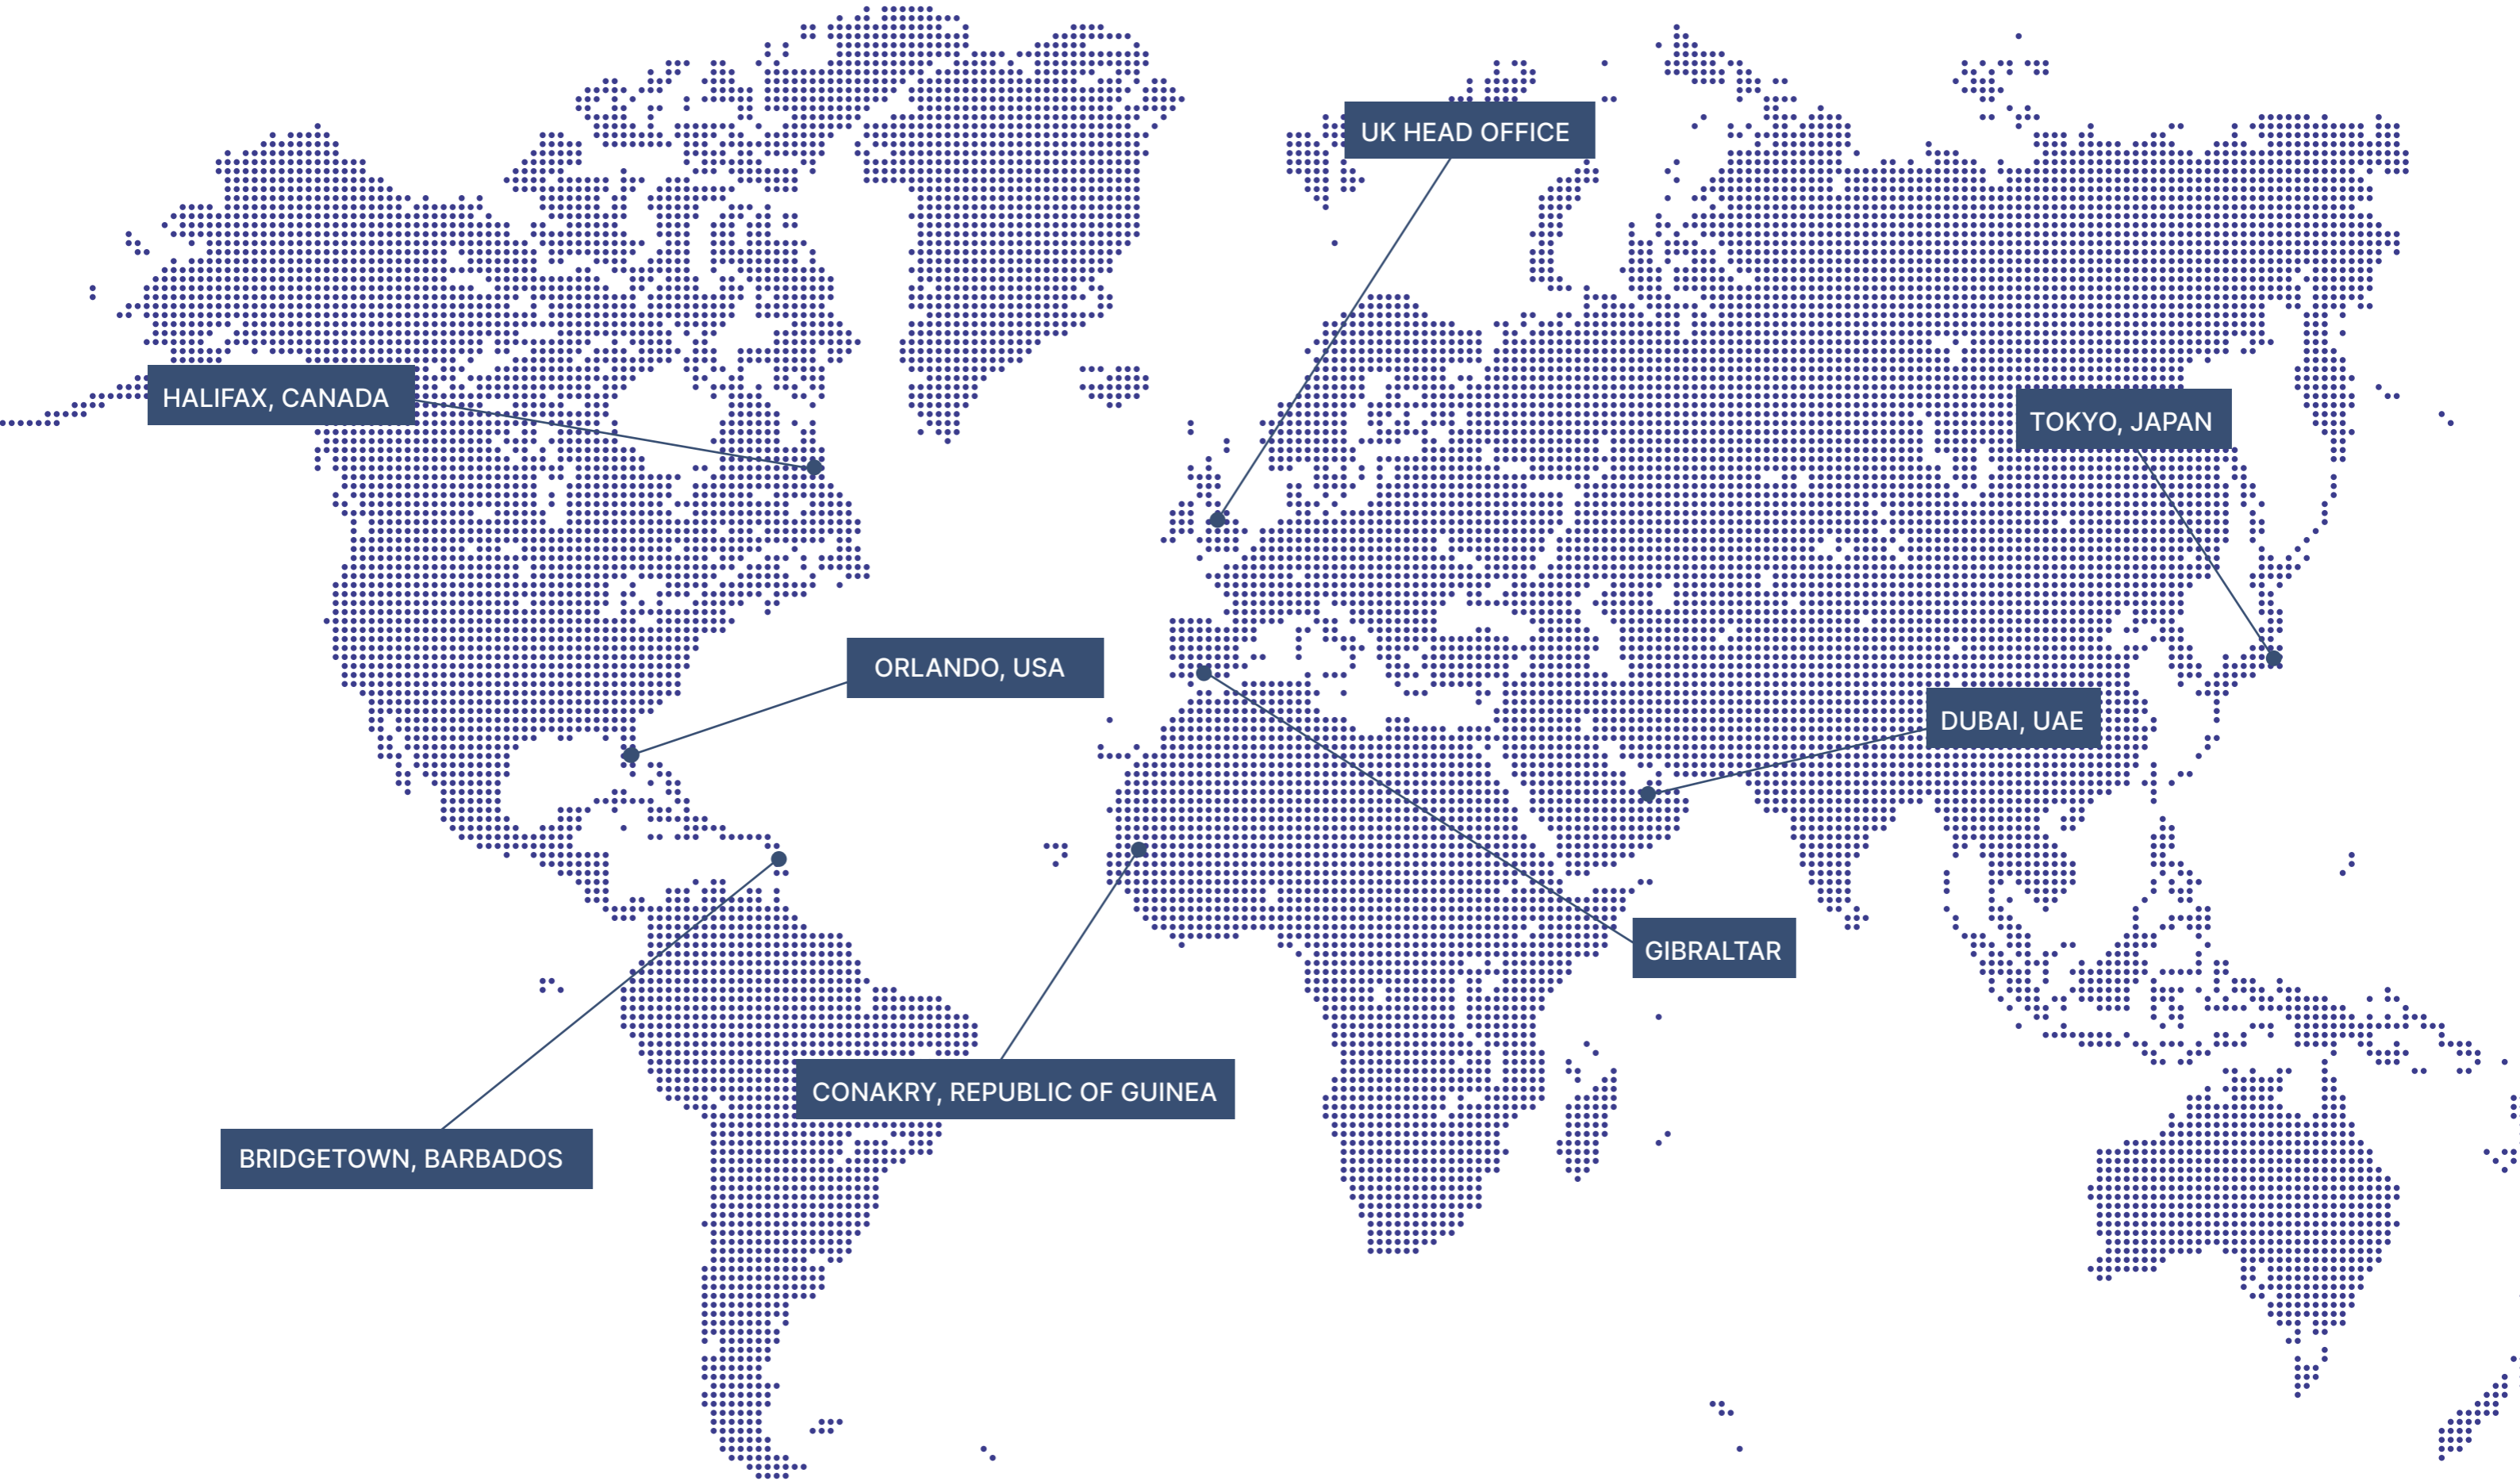 UK HEAD OFFICE
HALIFAX, CANADA
TOKYO, JAPAN
ORLANDO, USA
DUBAI, UAE
GIBRALTAR
CONAKRY, REPUBLIC OF GUINEA
BRIDGETOWN, BARBADOS